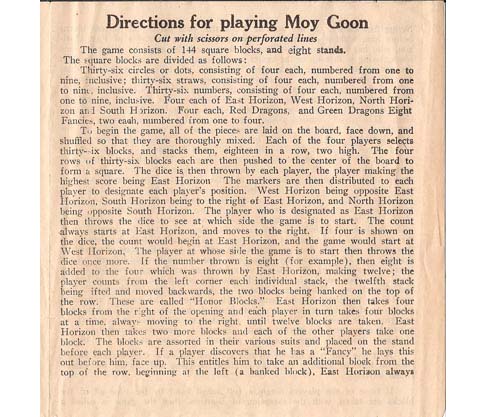 Directions for playing Moy Goon
Cut with scissors on perforated lines
The game consists of 144 square blocks, and eight stands.
The square blocks are divided as follows:
Thirty-six circles or dots, consisting of four each, numbered from one to
nine, inclusive; thirty-six straws, consisting of four each, numbered from one
to nine, inclusive. Thirty-six numbers, consisting of four each, numbered from
one to nine, inclusive. Four each of East Horizon, West Horizon, North Hori-
zon and South Horizon. Four each, Red Dragons, and Green Dragons Eight
Fancies, two each, numbered from one to four.
To begin the game, all of the pieces are laid on the board, face down, and
shuffled so that they are thoroughly mixed. Each of the four players selects
thirty-six blocks, and stacks them, eighteen in a row, two high. The four
rows of thirty-six blocks each are then pushed to the center of the board to
form a square. The dice is then thrown by each player, the player making the
highest score being East Horizon The markers are then distributed to each
player to designate each player's position. West Horizon being opposite East
Horizon, South Horizon being to the right of East Horizon, and North Horizon
being opposite South Horizon. The player who is designated as East Horizon
then throws the dice to see at which side the game is to start. The count
always starts at East Horizon, and moves to the right. If four is shown on
the dice, the count would begin at East Horizon, and the game would start at
West Horizon. The player at whose side the game is to start then throws the
dice once more. If the number thrown is eight (for example), then eight is
added to the four which was thrown by East Horizon, making twelve; the
player counts from the left corner each individual stack, the twelfth stack
being lifted and moved backwards, the two blocks being banked on the top of
the row. These are called "Honor Blocks." East Horizon then takes four
blocks from the right of the opening and each player in turn takes four blocks
at a time, always moving to the right, until twelve blocks are taken. East
Horizon then takes two more blocks and each of the other players take one
block. The blocks are assorted in their various suits and placed on the stand
before each player. If a player discovers that he has a "Fancy" he lays this
out before him, face up. This entitles him to take an additional block from the
top of the row, beginning at the left (a banked block), East Horizon always